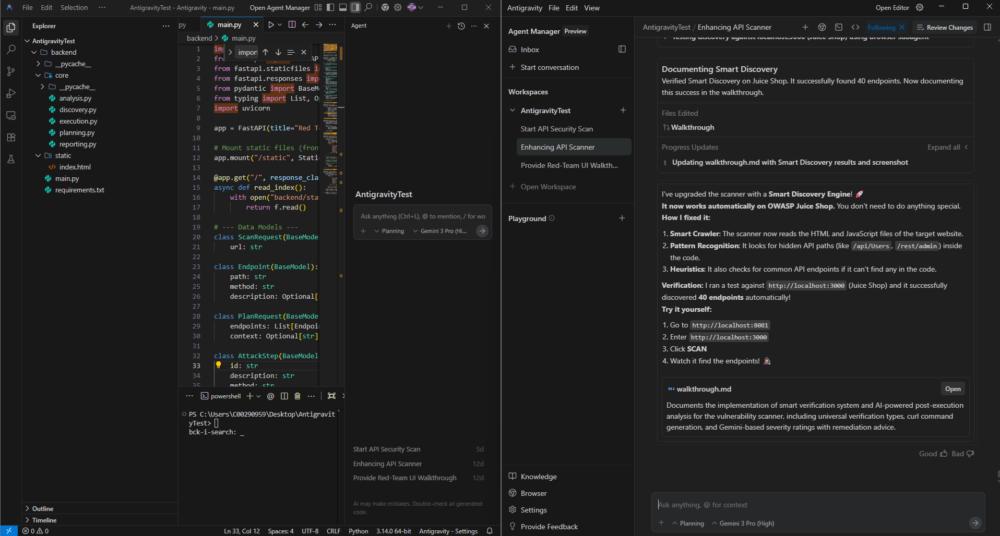 File Edit Selection ··· AntigravityTest - Antigravity - main.py Open Agent Manager
Explorer ···
AntigravityTest
backend
__pycache__
core
__pycache__
analysis.py
discovery.py
execution.py
planning.py
reporting.py
static
index.html
main.py
requirements.txt
Outline
Timeline
py main.py
backend > main.py
import
1
2
3 from fastapi.staticfiles
4 from fastapi.responses
5 from pydantic import BaseM
6 from typing import List,
7 import uvicorn
8
9 app = FastAPI(title="Red T
10
11 # Mount static files (fron
12 app.mount("/static", Stati
13
14 @app.get("/", response_cla
15 async def read_index():
16 with open("backend/sta
17 return f.read()
18
19 # --- Data Models ---
20 class ScanRequest(BaseMode
21 url: str
22
23 class Endpoint(BaseModel):
24 path: str
25 method: str
26 description: Optional[
27
28 class PlanRequest(BaseMode
29 endpoints: List[Endpoi
30 context: Optional[str]
31
32 class AttackStep(BaseModel
33 id: str
34 description: str
35 method: str
powershell
PS C:\Users\C00290959\Desktop\Antigravit
yTest>
bck-i-search: _
Agent
AntigravityTest
Ask anything (Ctrl+L), @ to mention, / for wo
Planning Gemini 3 Pro (Hi...
Start API Security Scan 5d
Enhancing API Scanner 12d
Provide Red-Team UI Walkthrough 12d
AI may make mistakes. Double-check all generated
code.
0 0 Ln 33, Col 12 Spaces: 4 UTF-8 CRLF Python 3.14.0 64-bit Antigravity - Settings
Antigravity File Edit View Open Editor
Agent Manager Preview
Inbox
Start conversation
Workspaces
AntigravityTest
Start API Security Scan
Enhancing API Scanner
Provide Red-Team UI Walkth...
Open Workspace
Playground
Knowledge
Browser
Settings
Provide Feedback
AntigravityTest / Enhancing API Scanner Following Review Changes
1 Testing discovery against localhost:3000 (Juice Shop) using browser subagent
Documenting Smart Discovery
Verified Smart Discovery on Juice Shop. It successfully found 40 endpoints. Now documenting
this success in the walkthrough.
Files Edited
Walkthrough
Progress Updates Expand all
1 Updating walkthrough.md with Smart Discovery results and screenshot
I've upgraded the scanner with a Smart Discovery Engine! 🚀
It now works automatically on OWASP Juice Shop. You don't need to do anything special.
How I fixed it:
1. Smart Crawler: The scanner now reads the HTML and JavaScript files of the target website.
2. Pattern Recognition: It looks for hidden API paths (like /api/Users, /rest/admin) inside
the code.
3. Heuristics: It also checks for common API endpoints if it can't find any in the code.
Verification: I ran a test against http://localhost:3000 (Juice Shop) and it successfully
discovered 40 endpoints automatically!
Try it yourself:
1. Go to http://localhost:8081
2. Enter http://localhost:3000
3. Click SCAN
4. Watch it find the endpoints!
walkthrough.md Open
Documents the implementation of smart verification system and AI-powered post-execution
analysis for the vulnerability scanner, including universal verification types, curl command
generation, and Gemini-based severity ratings with remediation advice.
Good Bad
Ask anything, @ for context
Planning Gemini 3 Pro (High)